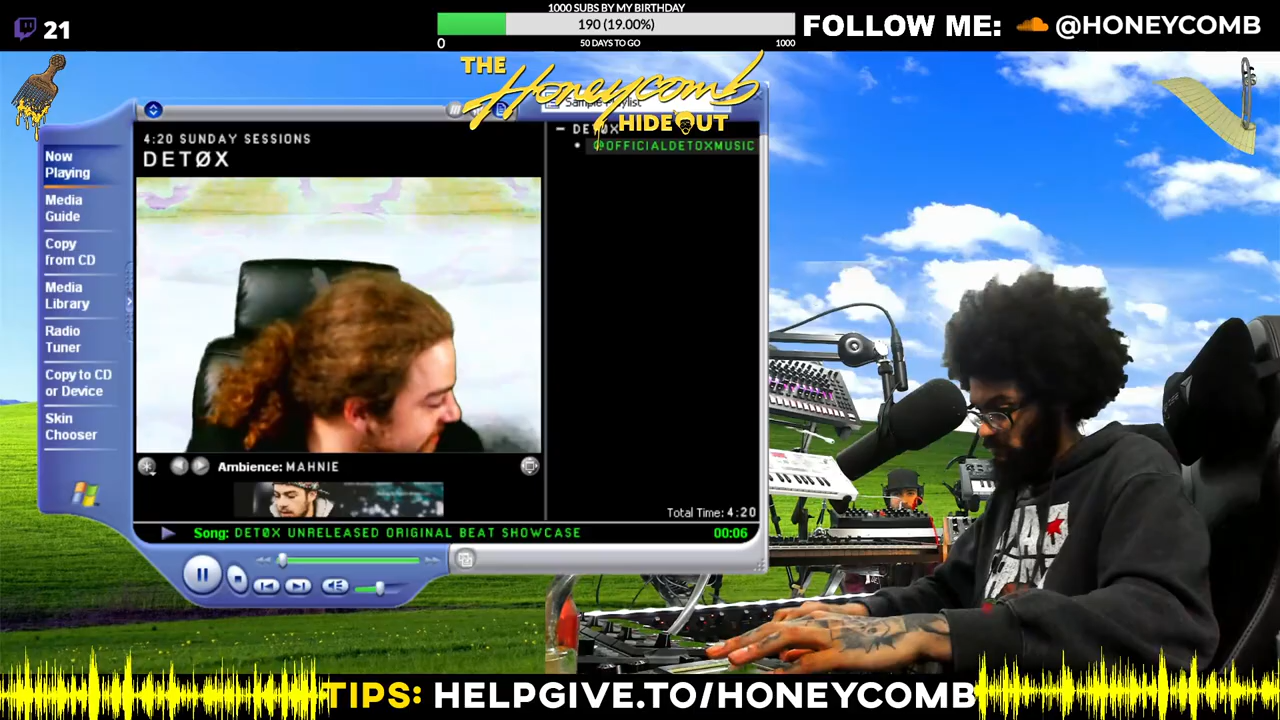 21
1000 SUBS BY MY BIRTHDAY
190 (19.00%)
0 50 DAYS TO GO 1000
FOLLOW ME: @HONEYCOMB
THE
Honeycomb
HIDEOUT
Sample Playlist
4:20 SUNDAY SESSIONS
DETØX
DETØX
@OFFICIALDETOXMUSIC
Now
Playing
Media
Guide
Copy
from CD
Media
Library
Radio
Tuner
Copy to CD
or Device
Skin
Chooser
Ambience: MAHNIE
Total Time: 4:20
Song: DETØX UNRELEASED ORIGINAL BEAT SHOWCASE 00:06
TIPS: HELPGIVE.TO/HONEYCOMB